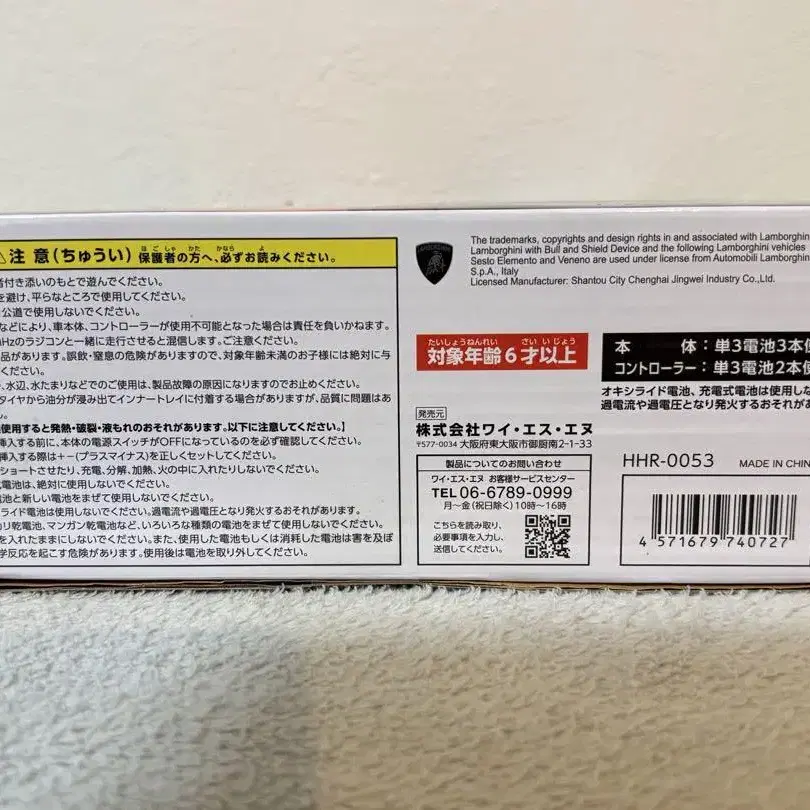 注意(ちゅうい) 保護者の方へ、必ずお読みください。
ほごしゃ かた かなら よ
者付き添いのもとで遊んでください。
を避け、平らなところで使用してください。
公道で使用しないでください。
などにより、車本体、コントローラーが使用不可能となった場合は責任を負いかねます。
Hzのラジコンと一緒に走行させると混信します。ご注意ください。
品があります。誤飲・窒息の危険がありますので、対象年齢未満のお子様には絶対に与
、水辺、水たまりなどでのご使用は、製品故障の原因になりますのでお止めください。
タイヤから油分が浸み出てインナートレイに付着する場合がありますが、品質に問題はあ
使用すると発熱・破裂・液もれのおそれがあります。以下に注意してください。】
挿入する前に、本体の電源スイッチがOFFになっているのを必ず確認してください。
挿入する際は+-(プラスマイナス)を正しくセットしてください。
ショートさせたり、充電、分解、加熱、火の中に入れたりしないでください。
式電池は、絶対に使用しないでください。
電池と新しい電池をまぜて使用しないでください。
ライド電池は使用しないでください。過電流や過電圧となり発火するおそれがあります。
カリ乾電池、マンガン乾電池など、いろいろな種類の電池をまぜて使用しないでください。
を入れたままにしないでください。また、使用した電池もしくは消耗した電池は害を及ぼ
学反応を起こす危険があります。使用後は電池を取り外してください。
LAMBORGHINI
The trademarks, copyrights and design rights in and associated with Lamborghin
Lamborghini with Bull and Shield Device and the following Lamborghini vehicles
Sesto Elemento and Veneno are used under license from Automobili Lamborghin
S.p.A., Italy
Licensed Manufacturer: Shantou City Chenghai Jingwei Industry Co.,Ltd.
たいしょうねんれい さい いじょう
対象年齢6才以上
本 体:単3電池3本使
コントローラー:単3電池2本使
オキシライド電池、充電式電池は使用し
過電流や過電圧となり発火するおそれが
発売元
株式会社ワイ・エス・エヌ
〒577-0034 大阪府東大阪市御厨南2-1-33
製品についてのお問い合わせ
ワイ・エス・エヌ お客様サービスセンター
TEL 06-6789-0999
月～金(祝日除く)10時～16時
こちらを読み取り、
必要事項を入力し、
送信してください。
HHR-0053 MADE IN CHIN
4 571679 740727